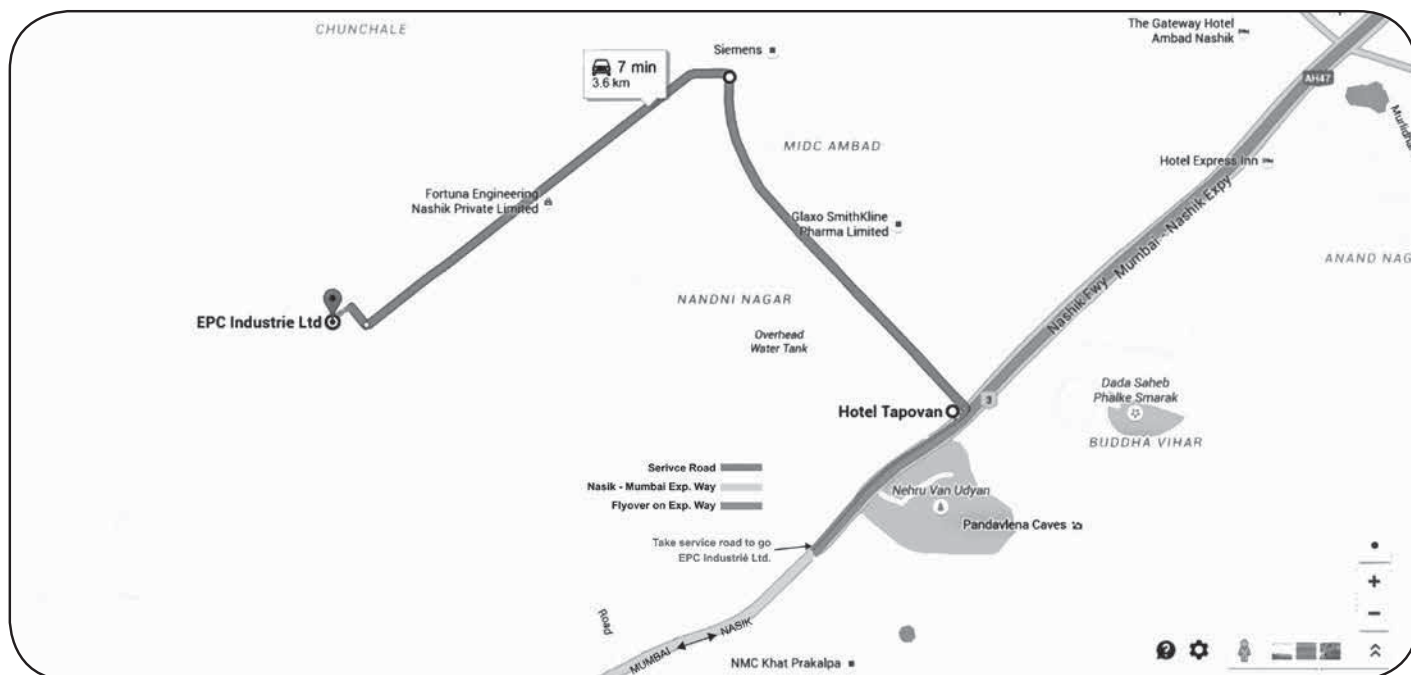 CHUNCHALE
The Gateway Hotel
Ambad Nashik
Siemens
7 min
3.6 km
AH47
MIDC AMBAD
Hotel Express Inn
Fortuna Engineering
Nashik Private Limited
Glaxo SmithKline
Pharma Limited
Nashik Fwy
Mumbai - Nashik Expy
ANAND NAG
NANDNI NAGAR
EPC Industrie Ltd
Overhead
Water Tank
Dada Saheb
Phalke Smarak
3
Hotel Tapovan
BUDDHA VIHAR
Serivce Road
Nasik - Mumbai Exp. Way
Flyover on Exp. Way
Nehru Van Udyan
Pandavlena Caves
Take service road to go
EPC Industrié Ltd.
Road
MUMBAI
NASIK
NMC Khat Prakalpa